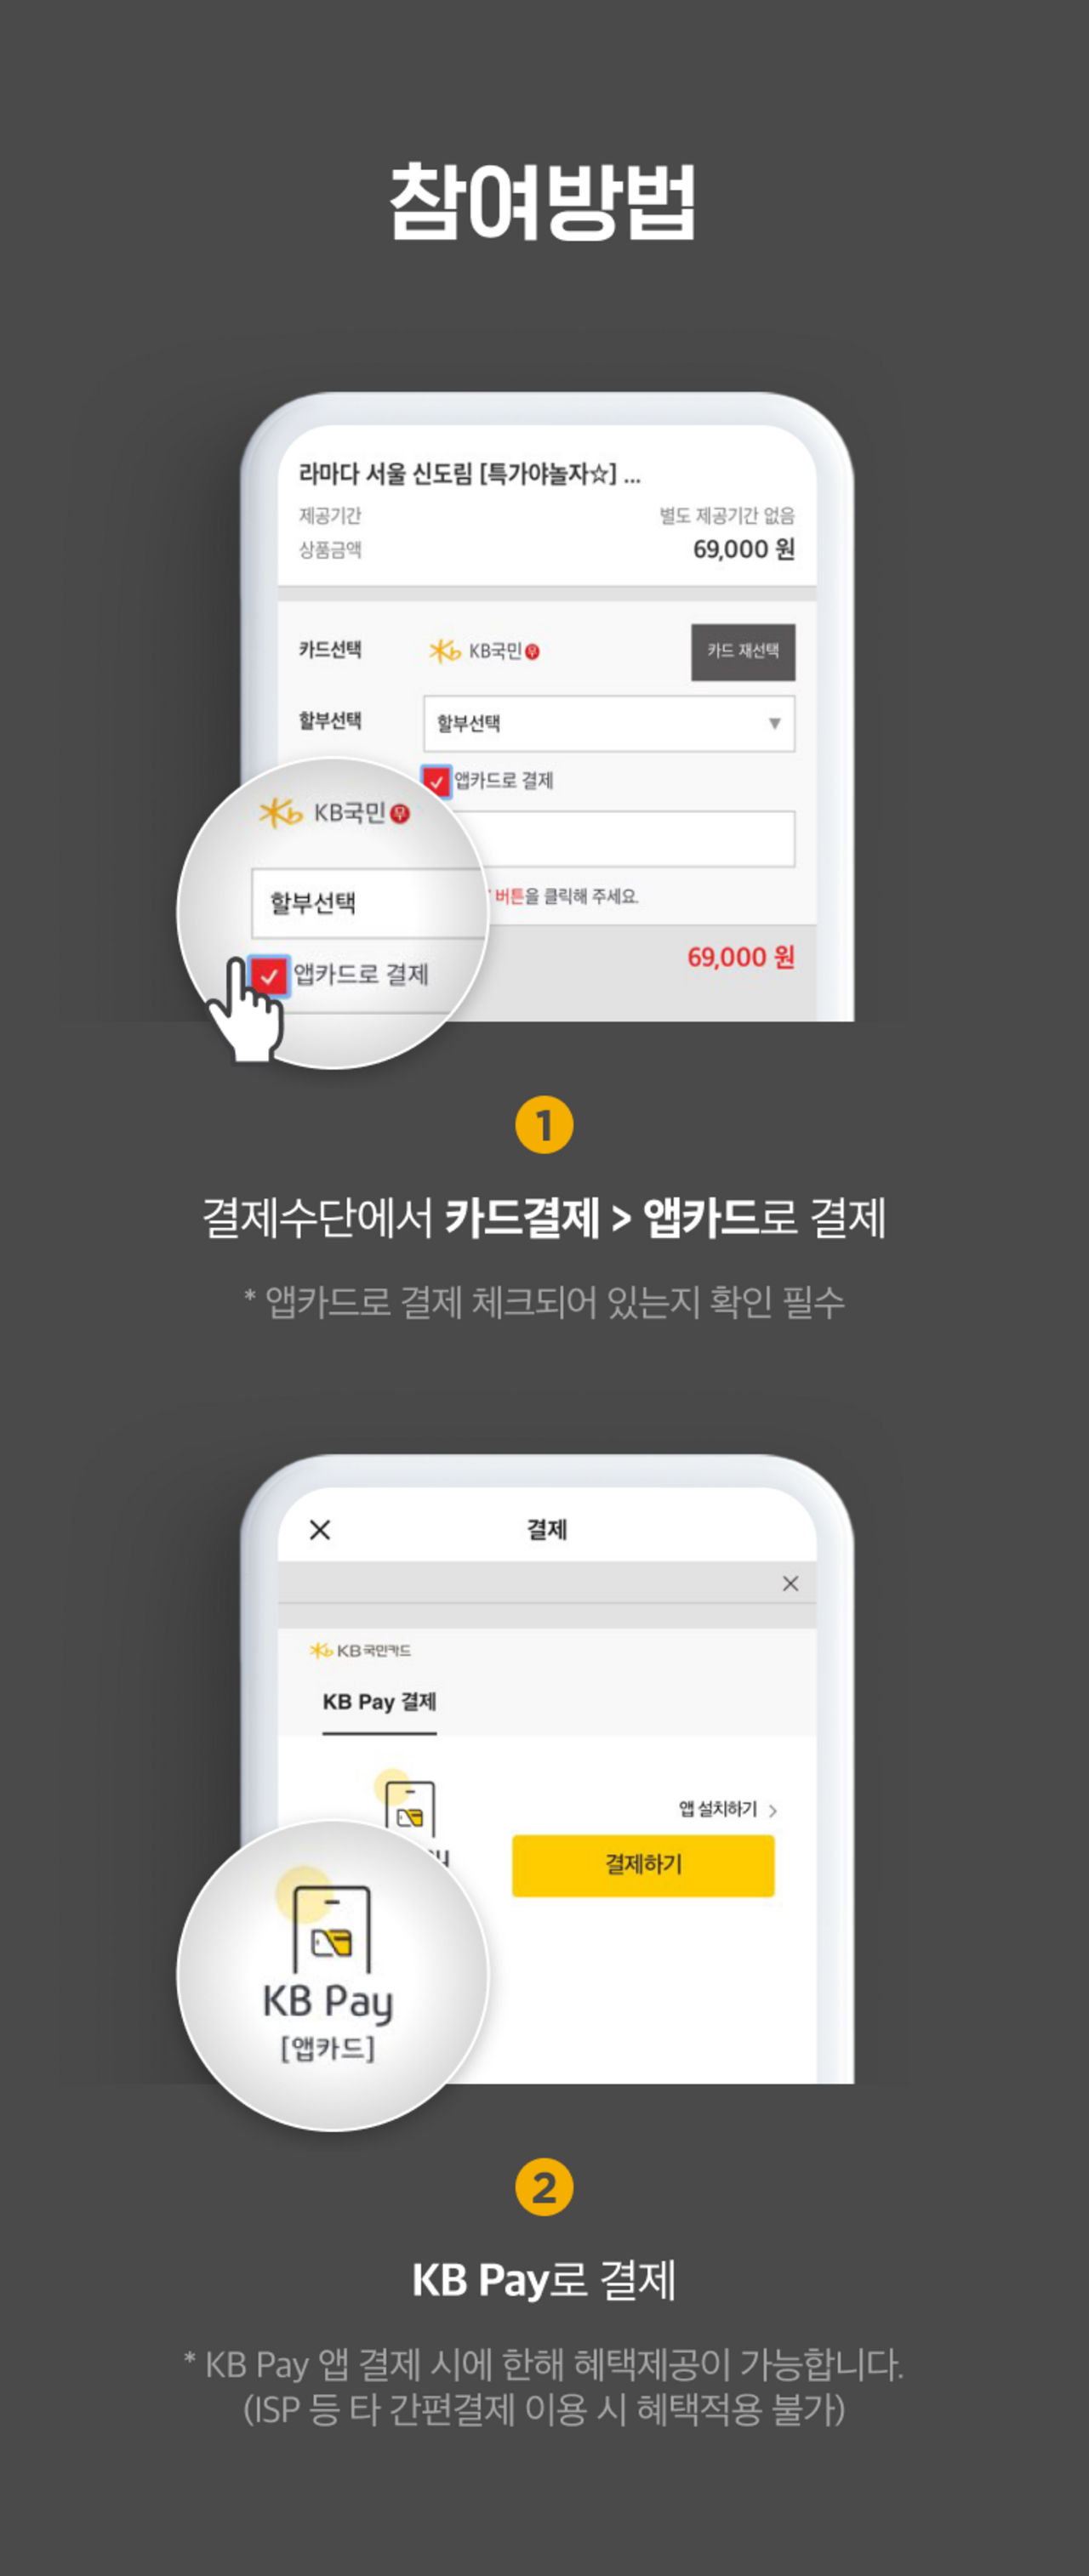 참여방법
라마다 서울 신도림 [특가야놀자☆] ...
제공기간 별도 제공기간 없음
상품금액 69,000 원
카드선택 KB국민 무 카드 재선택
할부선택 할부선택 ▼
앱카드로 결제
KB국민 무
할부선택
버튼을 클릭해 주세요.
앱카드로 결제
69,000 원
1
결제수단에서 카드결제 > 앱카드로 결제
* 앱카드로 결제 체크되어 있는지 확인 필수
결제
KB국민카드
KB Pay 결제
앱 설치하기 >
결제하기
KB Pay
[앱카드]
2
KB Pay로 결제
* KB Pay 앱 결제 시에 한해 혜택제공이 가능합니다.
(ISP 등 타 간편결제 이용 시 혜택적용 불가)